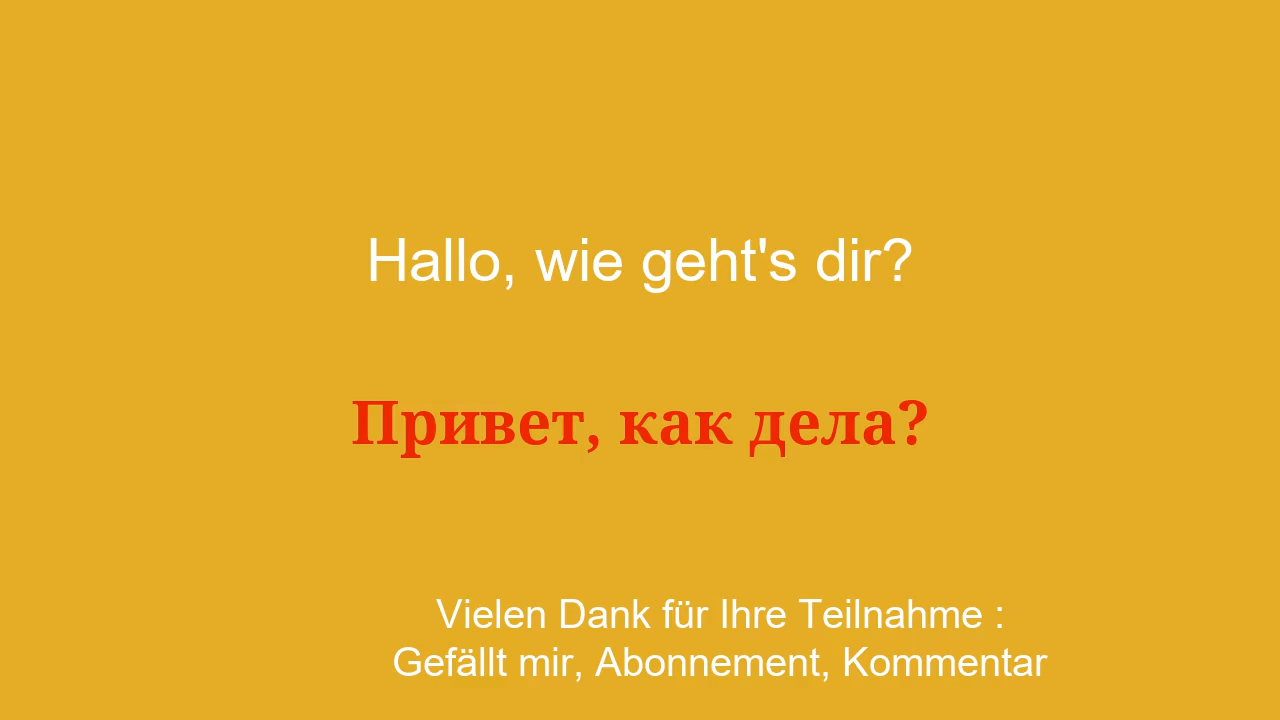 Hallo, wie geht's dir?
Привет, как дела?
Vielen Dank für Ihre Teilnahme :
Gefällt mir, Abonnement, Kommentar